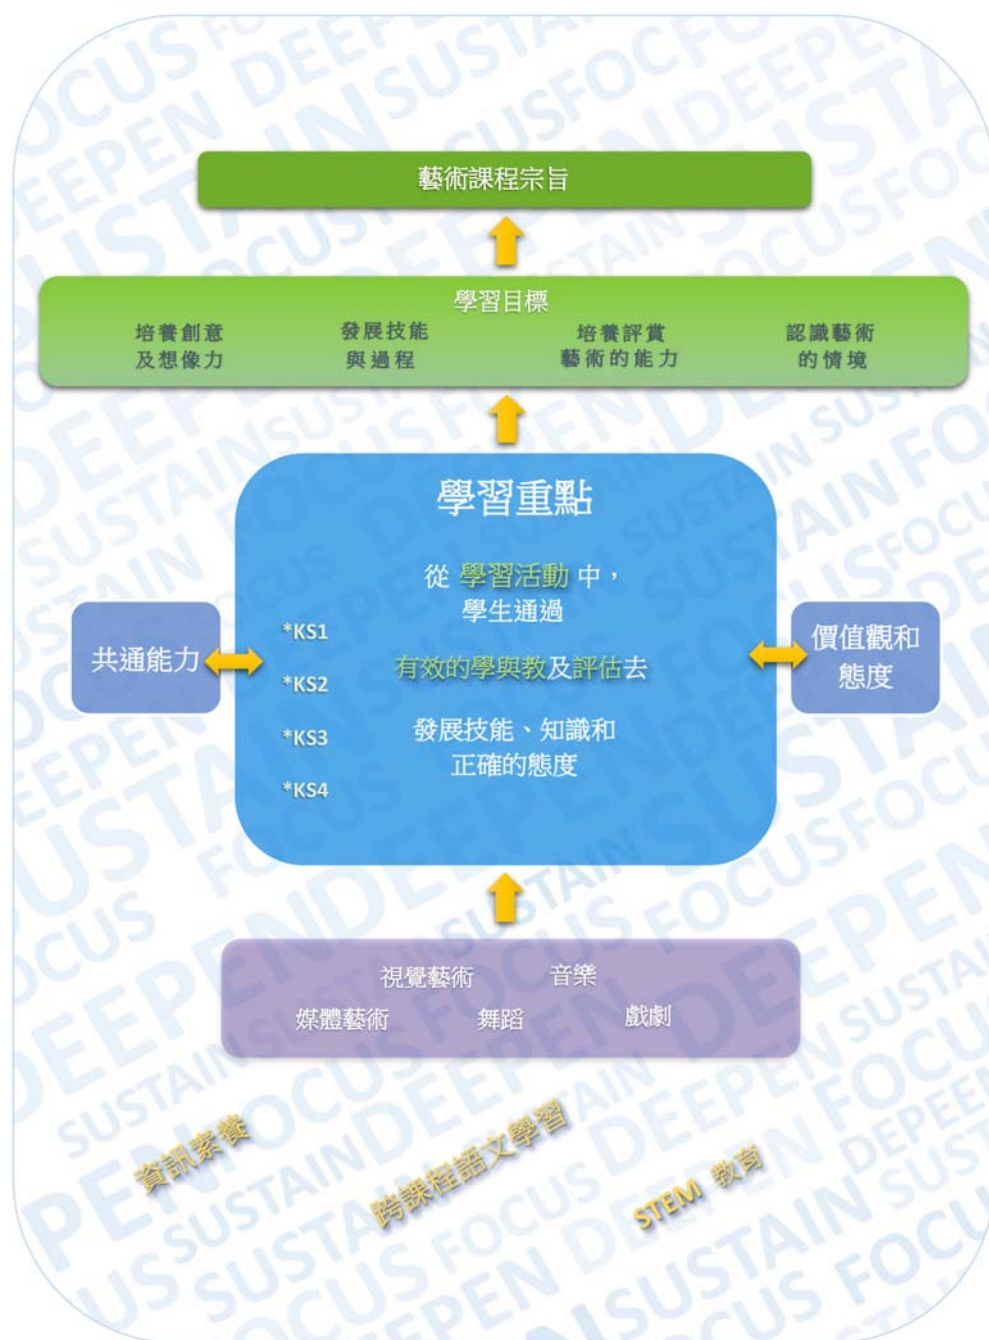 藝術課程宗旨
學習目標
培養創意
及想像力
發展技能
與過程
培養評賞
藝術的能力
認識藝術
的情境
學習重點
從 學習活動 中，
學生通過
有效的學與教及評估去
發展技能、知識和
正確的態度
*KS1
*KS2
*KS3
*KS4
共通能力
價值觀和
態度
視覺藝術 音樂
媒體藝術 舞蹈 戲劇
資訊素養
跨課程語文學習
STEM 教育